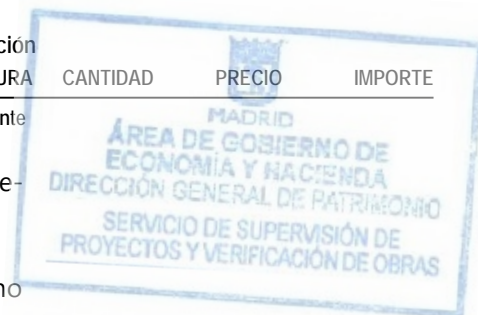 ción
URA CANTIDAD PRECIO IMPORTE
nte
MADRID
ÁREA DE GOBIERNO DE
ECONOMÍA Y HACIENDA
e-
DIRECCIÓN GENERAL DE PATRIMONIO
SERVICIO DE SUPERVISIÓN DE
PROYECTOS Y VERIFICACIÓN DE OBRAS
no